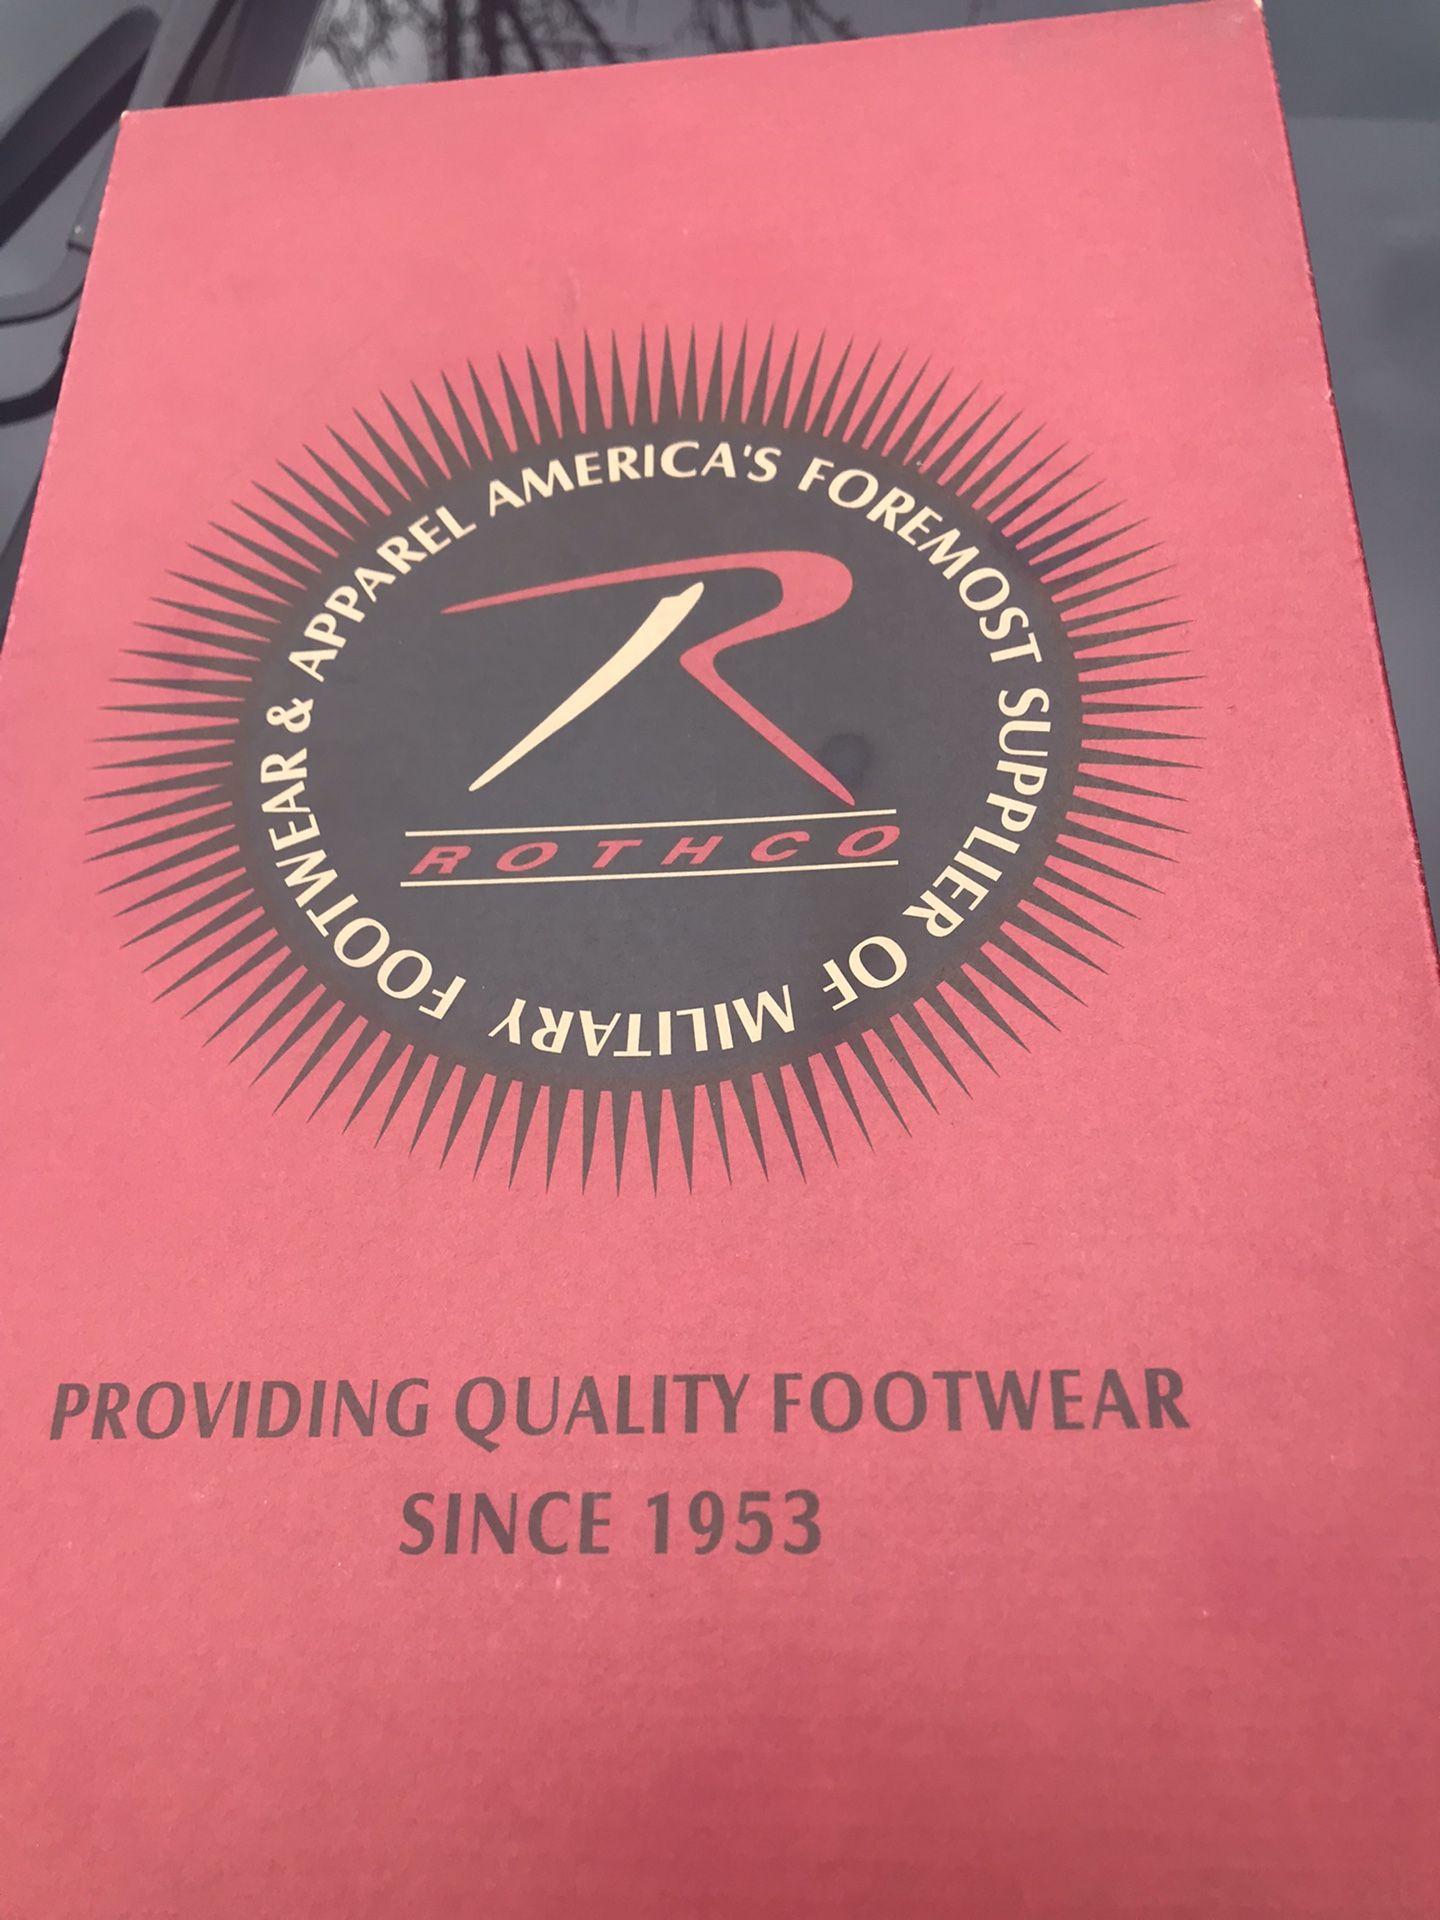 AMERICA'S FOREMOST SUPPLIER OF MILITARY FOOTWEAR & APPAREL
R
ROTHCO
PROVIDING QUALITY FOOTWEAR
SINCE 1953